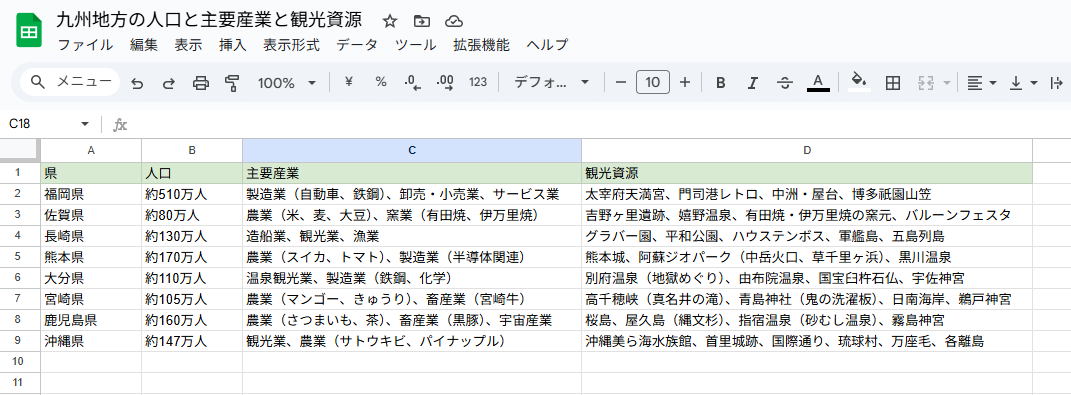 九州地方の人口と主要産業と観光資源
ファイル 編集 表示 挿入 表示形式 データ ツール 拡張機能 ヘルプ
メニュー 100% ¥ % .0 .00 123 デフォ... 10 B I S A
C18 fx
A B C D
1 県 人口 主要産業 観光資源
2 福岡県 約510万人 製造業（自動車、鉄鋼）、卸売・小売業、サービス業 太宰府天満宮、門司港レトロ、中洲・屋台、博多祇園山笠
3 佐賀県 約80万人 農業（米、麦、大豆）、窯業（有田焼、伊万里焼） 吉野ヶ里遺跡、嬉野温泉、有田焼・伊万里焼の窯元、バルーンフェスタ
4 長崎県 約130万人 造船業、観光業、漁業 グラバー園、平和公園、ハウステンボス、軍艦島、五島列島
5 熊本県 約170万人 農業（スイカ、トマト）、製造業（半導体関連） 熊本城、阿蘇ジオパーク（中岳火口、草千里ヶ浜）、黒川温泉
6 大分県 約110万人 温泉観光業、製造業（鉄鋼、化学） 別府温泉（地獄めぐり）、由布院温泉、国宝臼杵石仏、宇佐神宮
7 宮崎県 約105万人 農業（マンゴー、きゅうり）、畜産業（宮崎牛） 高千穂峡（真名井の滝）、青島神社（鬼の洗濯板）、日南海岸、鵜戸神宮
8 鹿児島県 約160万人 農業（さつまいも、茶）、畜産業（黒豚）、宇宙産業 桜島、屋久島（縄文杉）、指宿温泉（砂むし温泉）、霧島神宮
9 沖縄県 約147万人 観光業、農業（サトウキビ、パイナップル） 沖縄美ら海水族館、首里城跡、国際通り、琉球村、万座毛、各離島
10
11